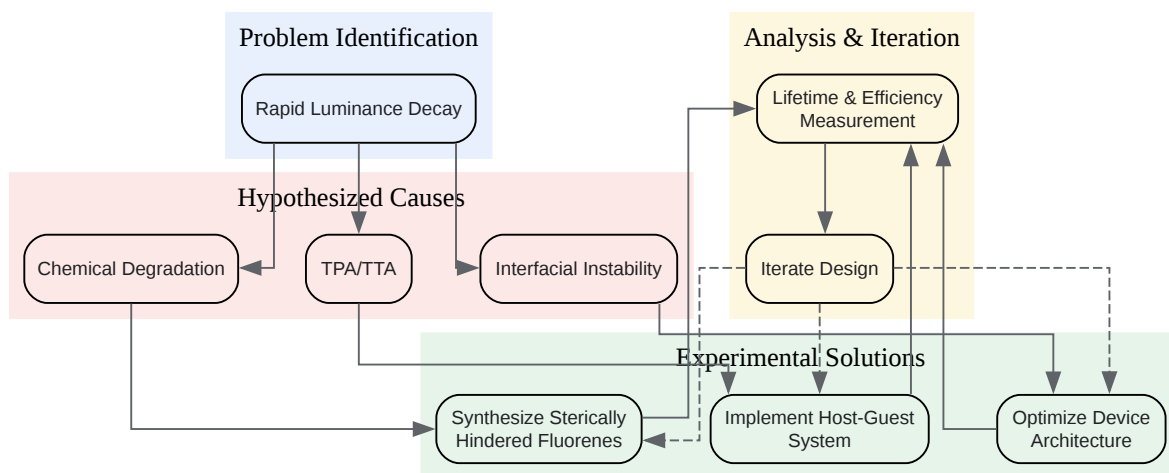 Problem Identification
Rapid Luminance Decay
Analysis & Iteration
Lifetime & Efficiency
Measurement
Hypothesized Causes
Chemical Degradation
TPA/TTA
Interfacial Instability
Iterate Design
Experimental Solutions
Synthesize Sterically
Hindered Fluorenes
Implement Host-Guest
System
Optimize Device
Architecture